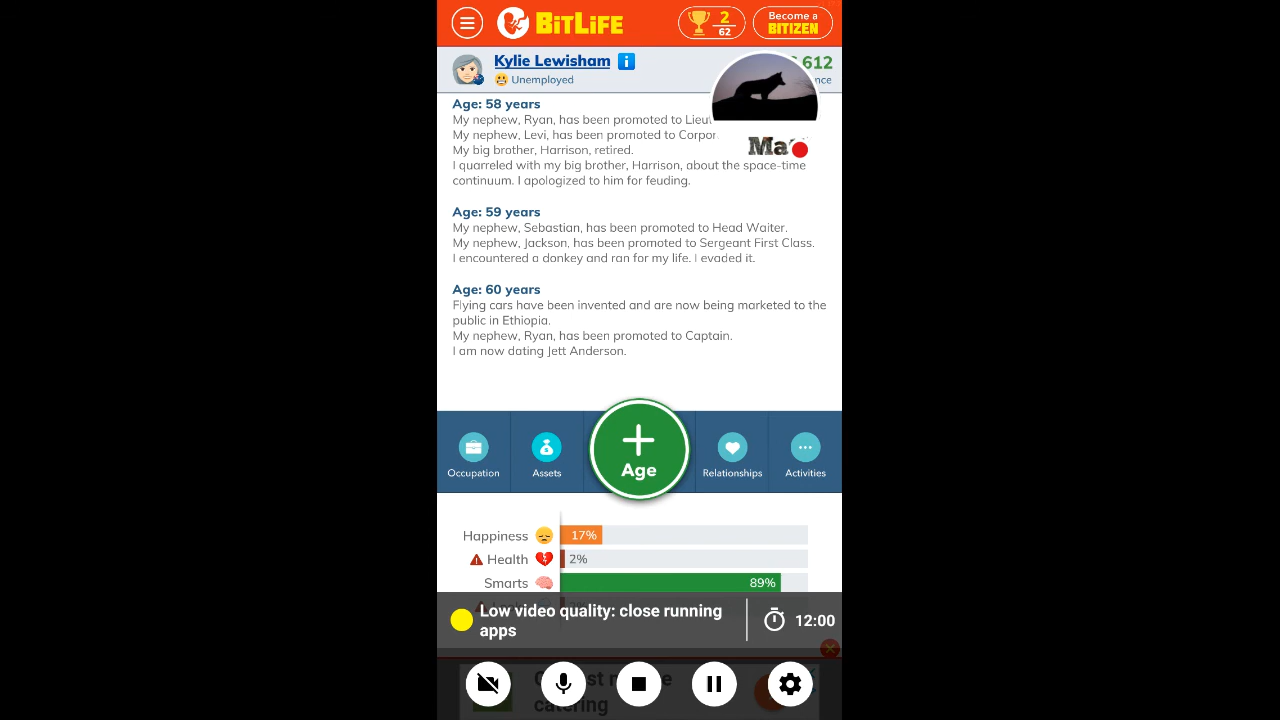 BITLIFE
2
62
Become a
BITIZEN
Kylie Lewisham
612
Unemployed
Age: 58 years
My nephew, Ryan, has been promoted to
My nephew, Levi, has been promoted to
My big brother, Harrison, retired.
I quarreled with my big brother, Harrison, about the space-time
continuum. I apologized to him for feuding.
Age: 59 years
My nephew, Sebastian, has been promoted to Head Waiter.
My nephew, Jackson, has been promoted to Sergeant First Class.
I encountered a donkey and ran for my life. I evaded it.
Age: 60 years
Flying cars have been invented and are now being marketed to the
public in Ethiopia.
My nephew, Ryan, has been promoted to Captain.
I am now dating Jett Anderson.
Occupation
Assets
Age
Relationships
Activities
Happiness
17%
Health
2%
Smarts
89%
Low video quality: close running
apps
12:00
catering